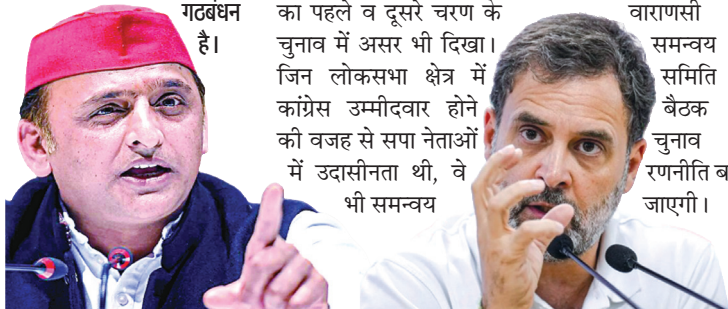 गठबंधन
है।
का पहले व दूसरे चरण के
चुनाव में असर भी दिखा।
जिन लोकसभा क्षेत्र में
कांग्रेस उम्मीदवार होने
की वजह से सपा नेताओं
में उदासीनता थी, वे
भी समन्वय
वाराणसी
समन्वय
समिति
बैठक
चुनाव
रणनीति
जाएगी।